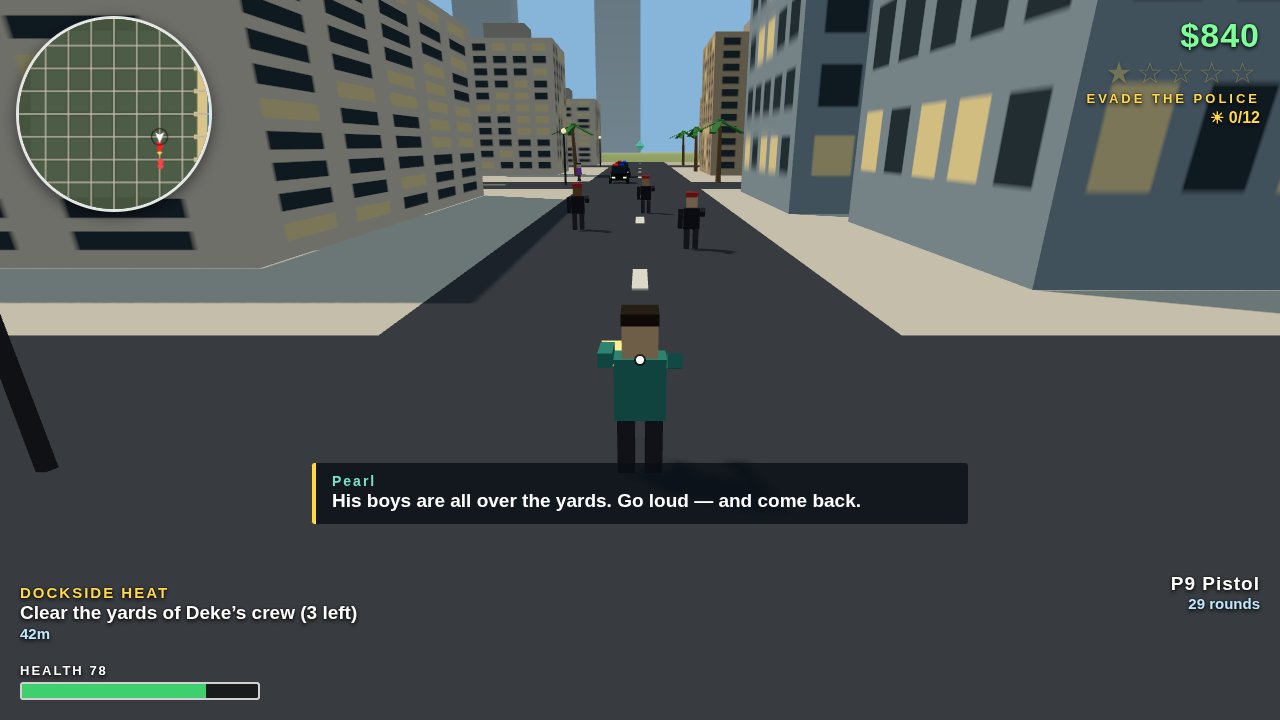 $840
★☆☆☆☆
EVADE THE POLICE
☀ 0/12
Pearl
His boys are all over the yards. Go loud — and come back.
DOCKSIDE HEAT
Clear the yards of Deke’s crew (3 left)
42m
HEALTH 78
P9 Pistol
29 rounds